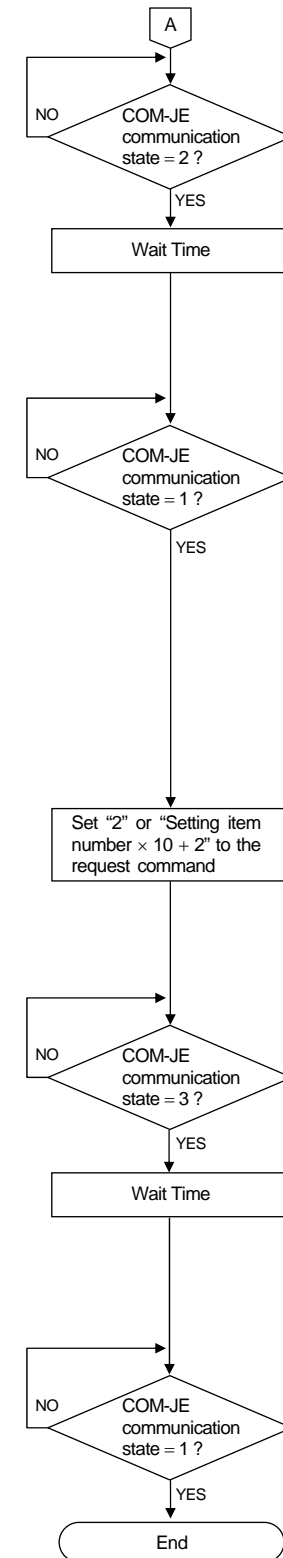 A
NO
COM-JE
communication
state = 2 ?
YES
Wait Time
NO
COM-JE
communication
state = 1 ?
YES
Set “2” or “Setting item
number × 10 + 2” to the
request command
NO
COM-JE
communication
state = 3 ?
YES
Wait Time
NO
COM-JE
communication
state = 1 ?
YES
End